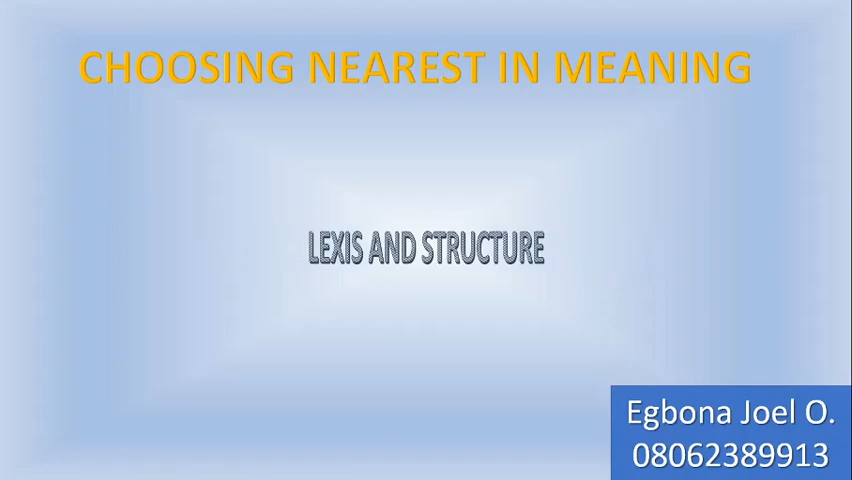 CHOOSING NEAREST IN MEANING
LEXIS AND STRUCTURE
Egbona Joel O.
08062389913